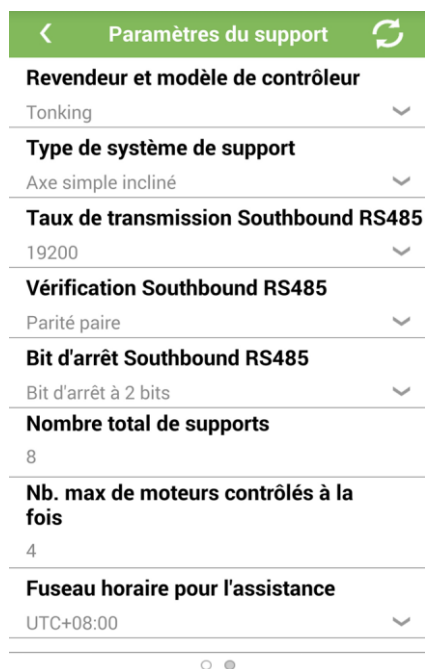 Paramètres du support
Revendeur et modèle de contrôleur
Tonking
Type de système de support
Axe simple incliné
Taux de transmission Southbound RS485
19200
Vérification Southbound RS485
Parité paire
Bit d'arrêt Southbound RS485
Bit d'arrêt à 2 bits
Nombre total de supports
8
Nb. max de moteurs contrôlés à la
fois
4
Fuseau horaire pour l'assistance
UTC+08:00